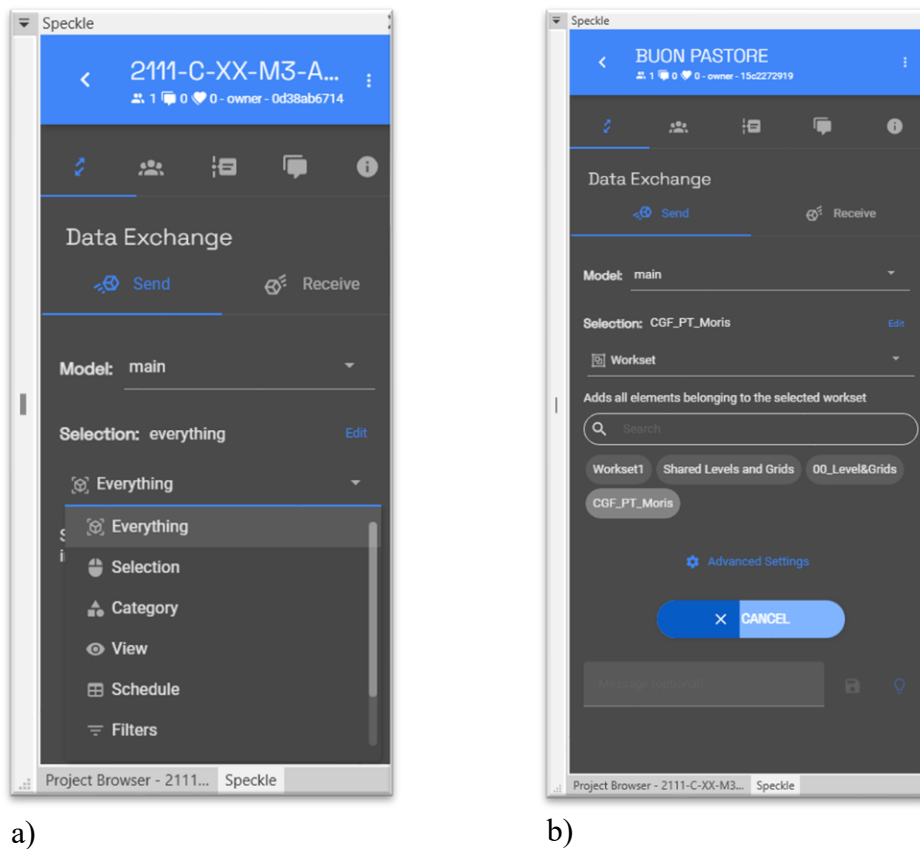 Speckle
2111-C-XX-M3-A...
1 0 0 - owner - 0d38ab6714
Data Exchange
Send Receive
Model: main
Selection: everything Edit
Everything
Everything
Selection
Category
View
Schedule
Filters
Project Browser - 2111... Speckle
a)
Speckle
BUON PASTORE
1 0 0 - owner - 15c2272919
Data Exchange
Send Receive
Model: main
Selection: CGF_PT_Moris Edit
Workset
Adds all elements belonging to the selected workset
Search
Workset1 Shared Levels and Grids 00_Level&Grids
CGF_PT_Moris
Advanced Settings
CANCEL
Message (optional)
Project Browser - 2111-C-XX-M3... Speckle
b)